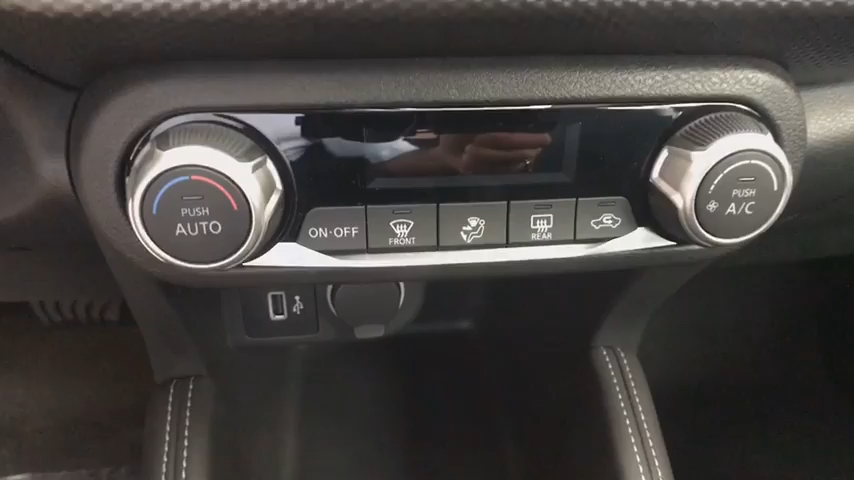 PUSH
AUTO
ON·OFF
FRONT
REAR
PUSH
A/C